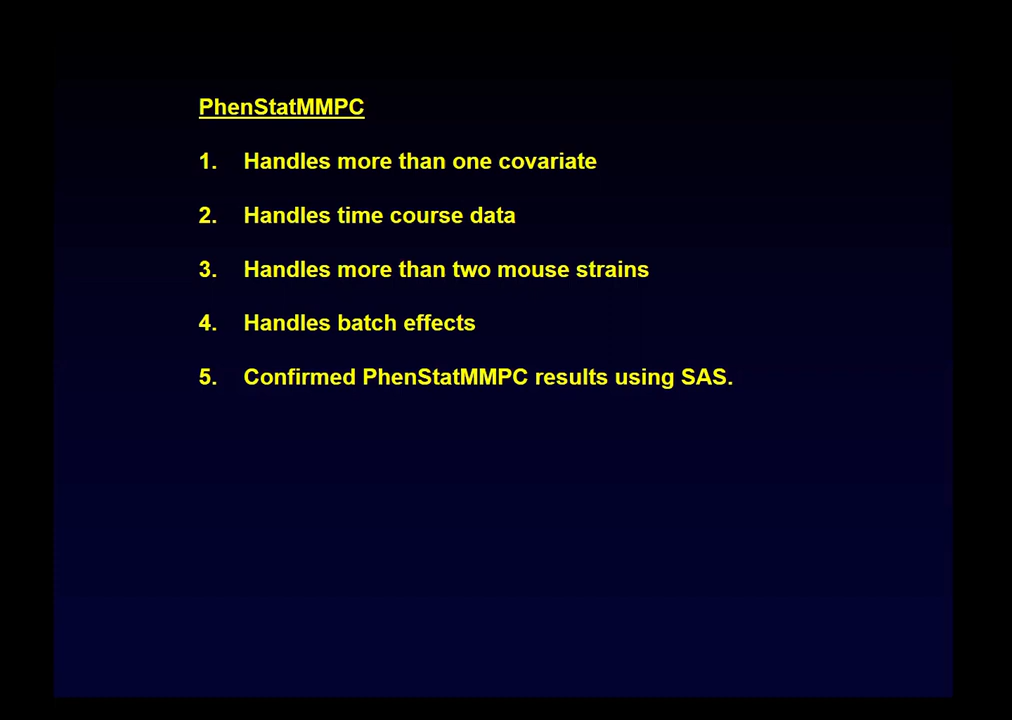 PhenStatMMPC
1. Handles more than one covariate
2. Handles time course data
3. Handles more than two mouse strains
4. Handles batch effects
5. Confirmed PhenStatMMPC results using SAS.